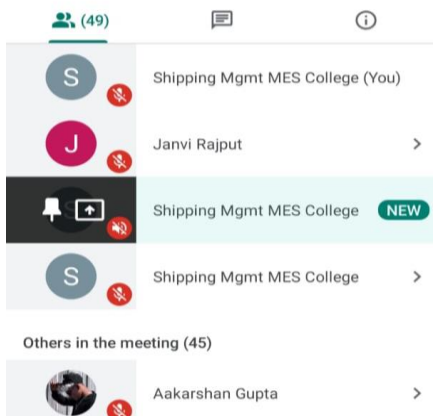 (49)
S Shipping Mgmt MES College (You)
J Janvi Rajput
S Shipping Mgmt MES College NEW
S Shipping Mgmt MES College
Others in the meeting (45)
Aakarshan Gupta